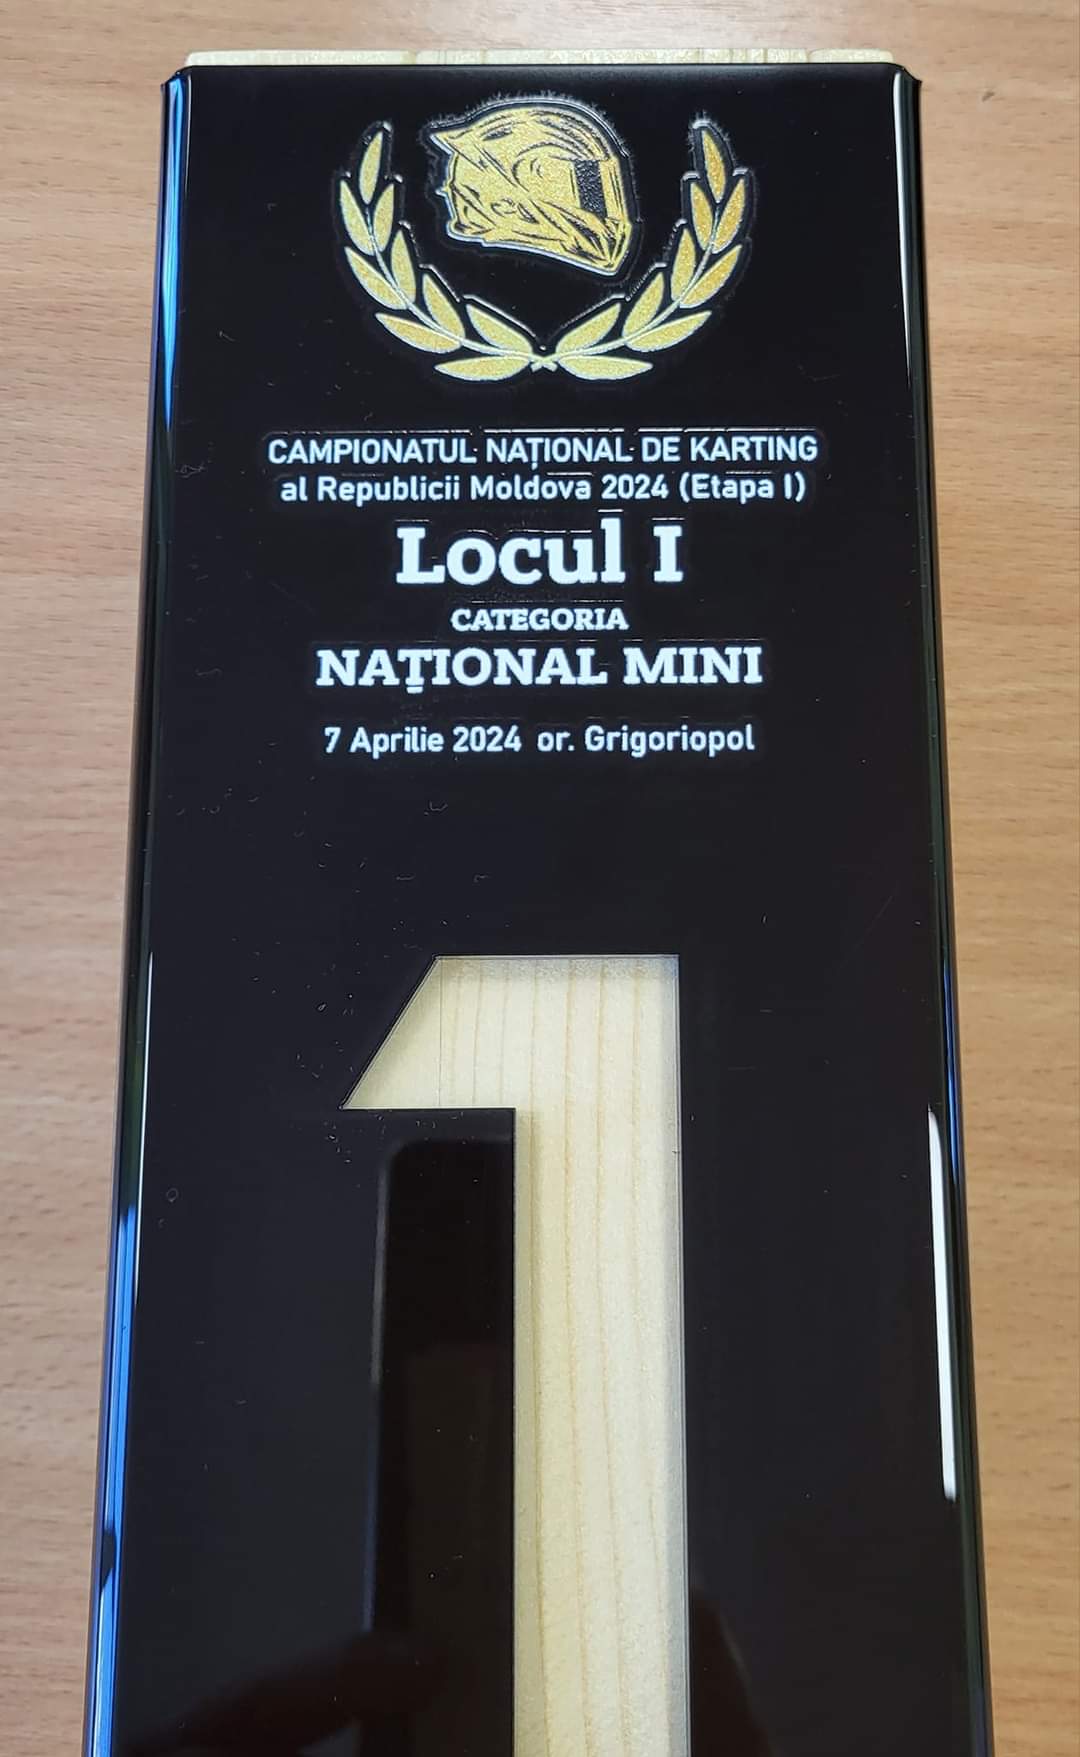 CAMPIONATUL NAȚIONAL DE KARTING
al Republicii Moldova 2024 (Etapa I)
Locul I
CATEGORIA
NAȚIONAL MINI
7 Aprilie 2024 or. Grigoriopol
1